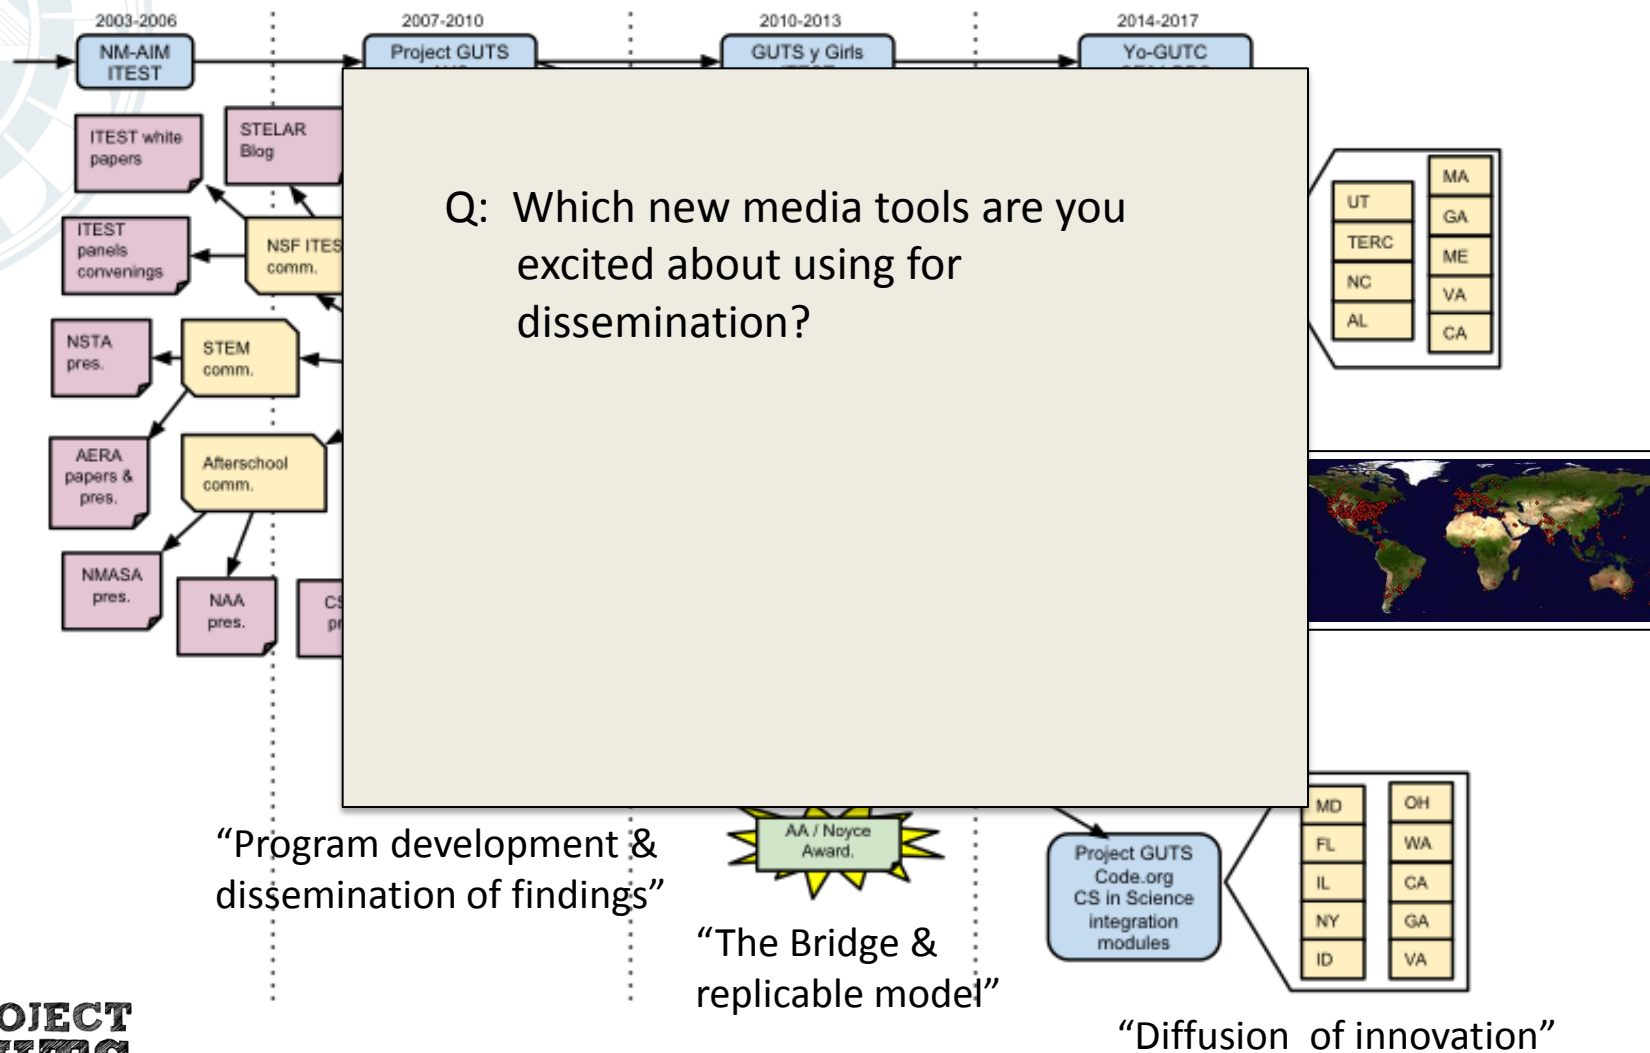 2003-2006
2007-2010
2010-2013
2014-2017
NM-AIM
ITEST
Project GUTS
GUTS y Girls
Yo-GUTC
ITEST white
papers
STELAR
Blog
ITEST
panels
convenings
NSF ITES
comm.
NSTA
pres.
STEM
comm.
AERA
papers &
pres.
Afterschool
comm.
NMASA
pres.
NAA
pres.
Q: Which new media tools are you
excited about using for
dissemination?
UT
TERC
NC
AL
MA
GA
ME
VA
CA
“Program development &
dissemination of findings”
AA / Noyce
Award.
“The Bridge &
replicable model”
Project GUTS
Code.org
CS in Science
integration
modules
MD
FL
IL
NY
ID
OH
WA
CA
GA
VA
“Diffusion of innovation”
OJECT